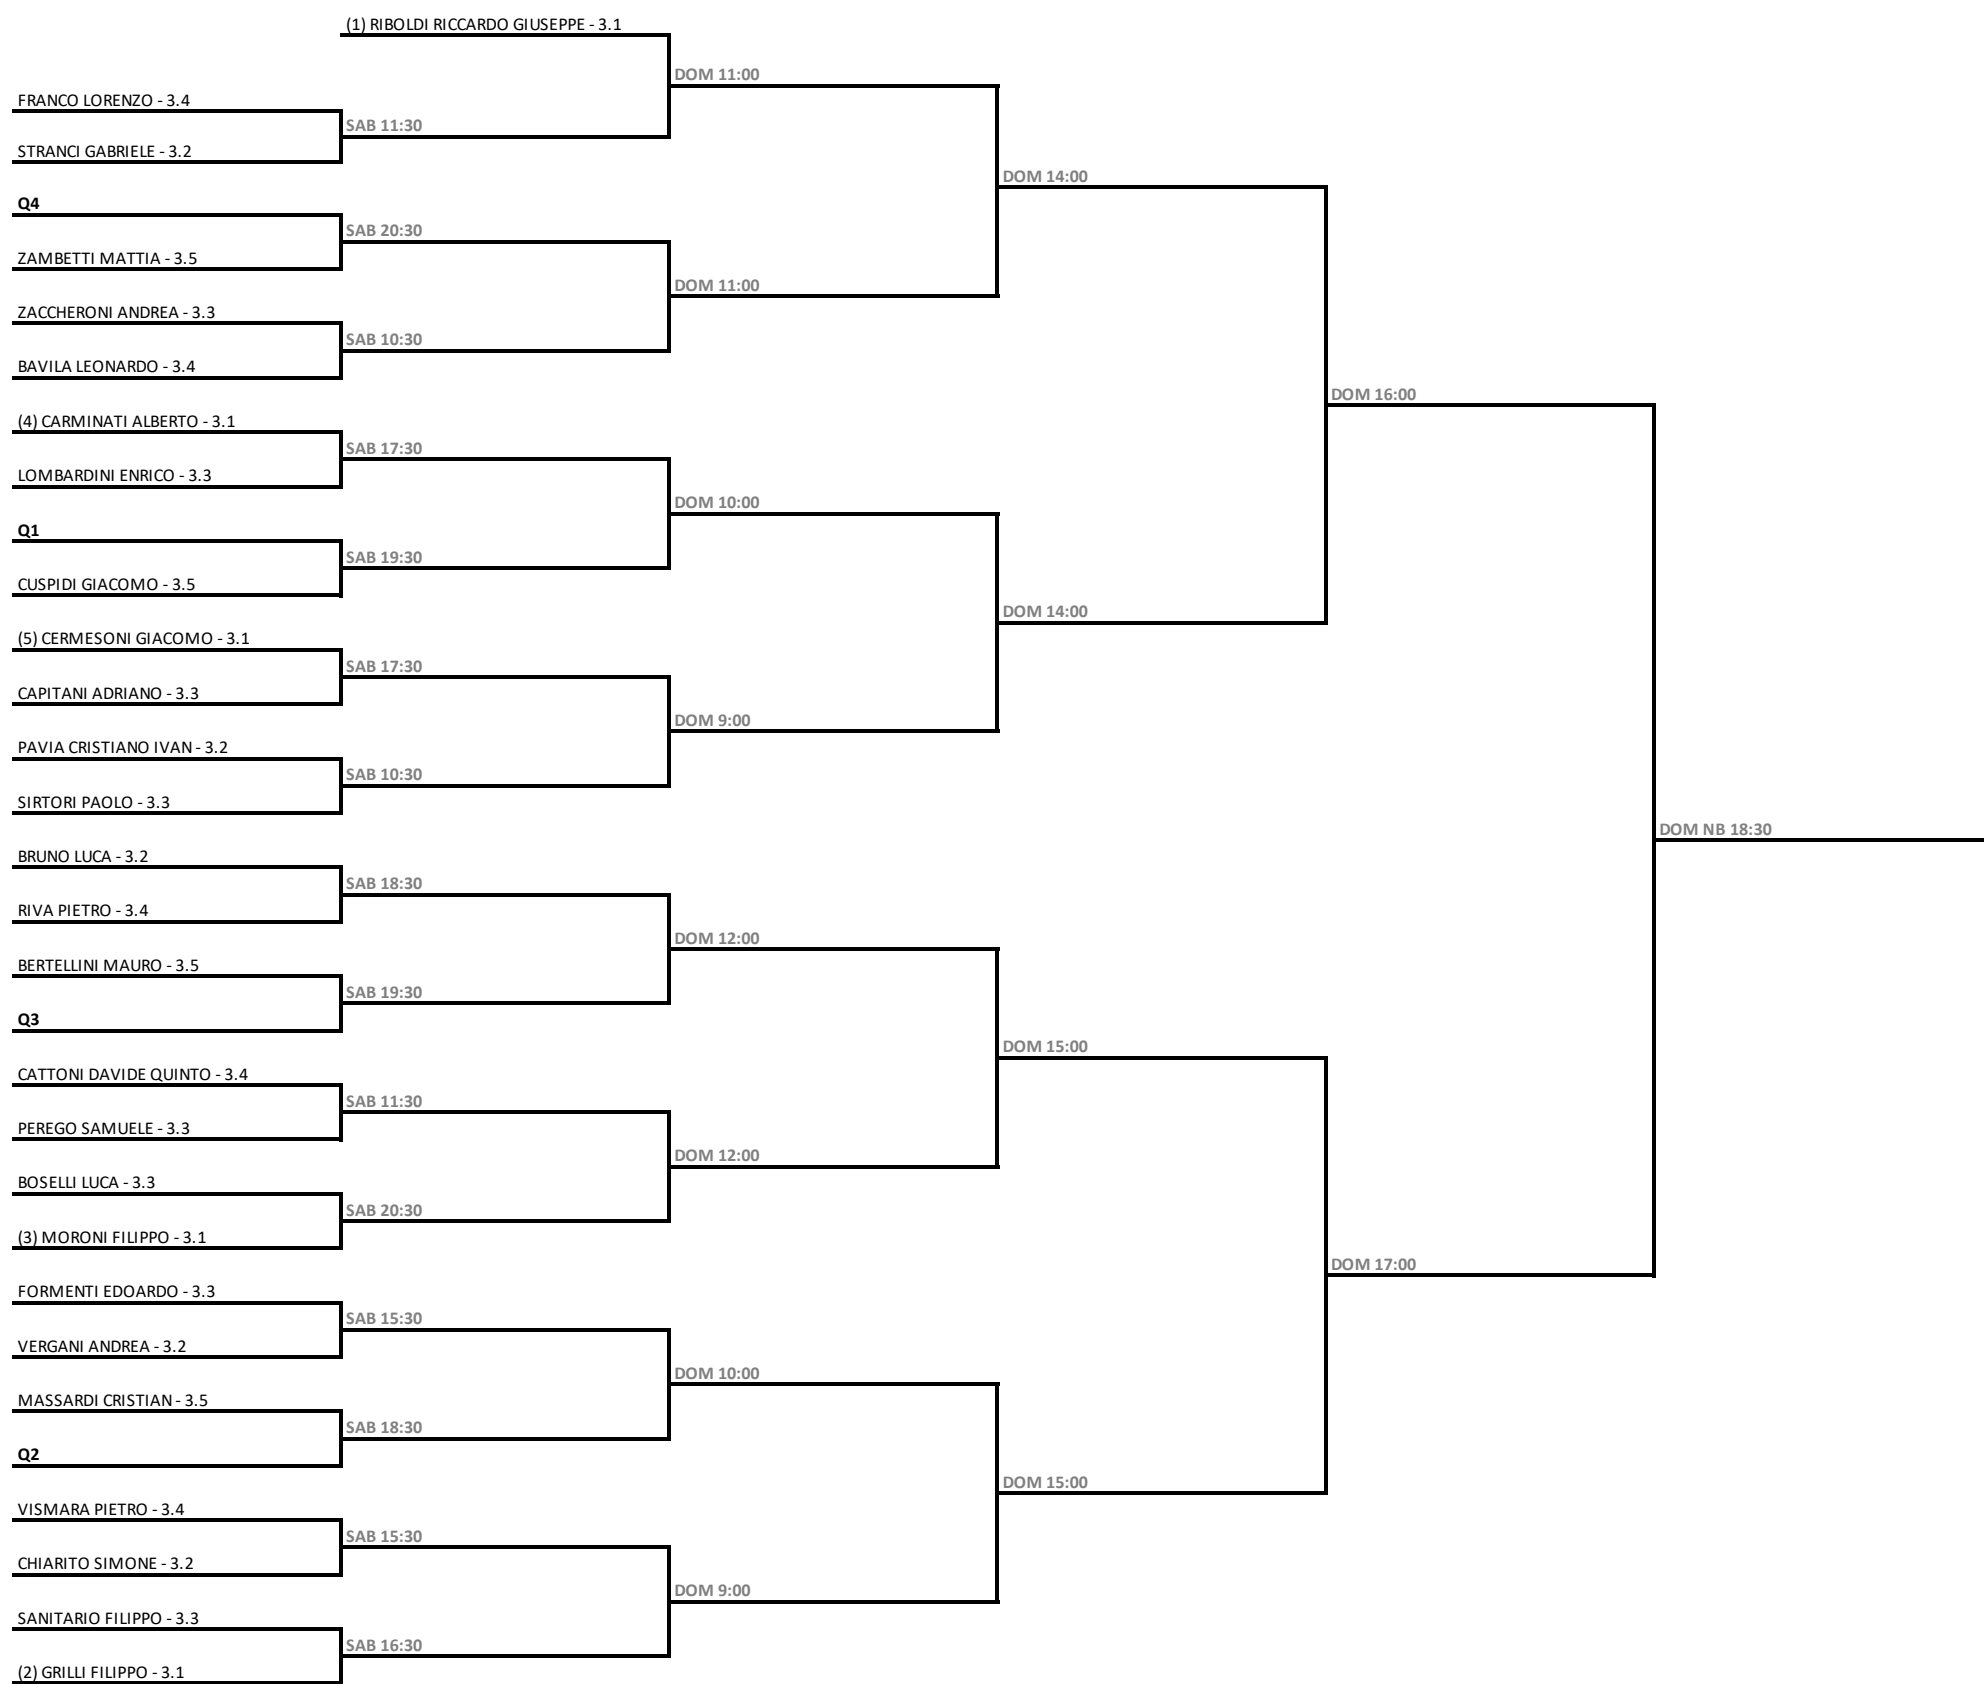 (1) RIBOLDI RICCARDO GIUSEPPE - 3.1
DOM 11:00
FRANCO LORENZO - 3.4
SAB 11:30
STRANCI GABRIELE - 3.2
DOM 14:00
Q4
SAB 20:30
ZAMBETTI MATTIA - 3.5
DOM 11:00
ZACCHERONI ANDREA - 3.3
SAB 10:30
BAVILA LEONARDO - 3.4
DOM 16:00
(4) CARMINATI ALBERTO - 3.1
SAB 17:30
LOMBARDINI ENRICO - 3.3
DOM 10:00
Q1
SAB 19:30
CUSPIDI GIACOMO - 3.5
DOM 14:00
(5) CERMESONI GIACOMO - 3.1
SAB 17:30
CAPITANI ADRIANO - 3.3
DOM 9:00
PAVIA CRISTIANO IVAN - 3.2
SAB 10:30
SIRTORI PAOLO - 3.3
DOM NB 18:30
BRUNO LUCA - 3.2
SAB 18:30
RIVA PIETRO - 3.4
DOM 12:00
BERTELLINI MAURO - 3.5
SAB 19:30
Q3
DOM 15:00
CATTONI DAVIDE QUINTO - 3.4
SAB 11:30
PEREGO SAMUELE - 3.3
DOM 12:00
BOSELLI LUCA - 3.3
SAB 20:30
(3) MORONI FILIPPO - 3.1
DOM 17:00
FORMENTI EDOARDO - 3.3
SAB 15:30
VERGANI ANDREA - 3.2
DOM 10:00
MASSARDI CRISTIAN - 3.5
SAB 18:30
Q2
DOM 15:00
VISMARA PIETRO - 3.4
SAB 15:30
CHIARITO SIMONE - 3.2
DOM 9:00
SANITARIO FILIPPO - 3.3
SAB 16:30
(2) GRILLI FILIPPO - 3.1